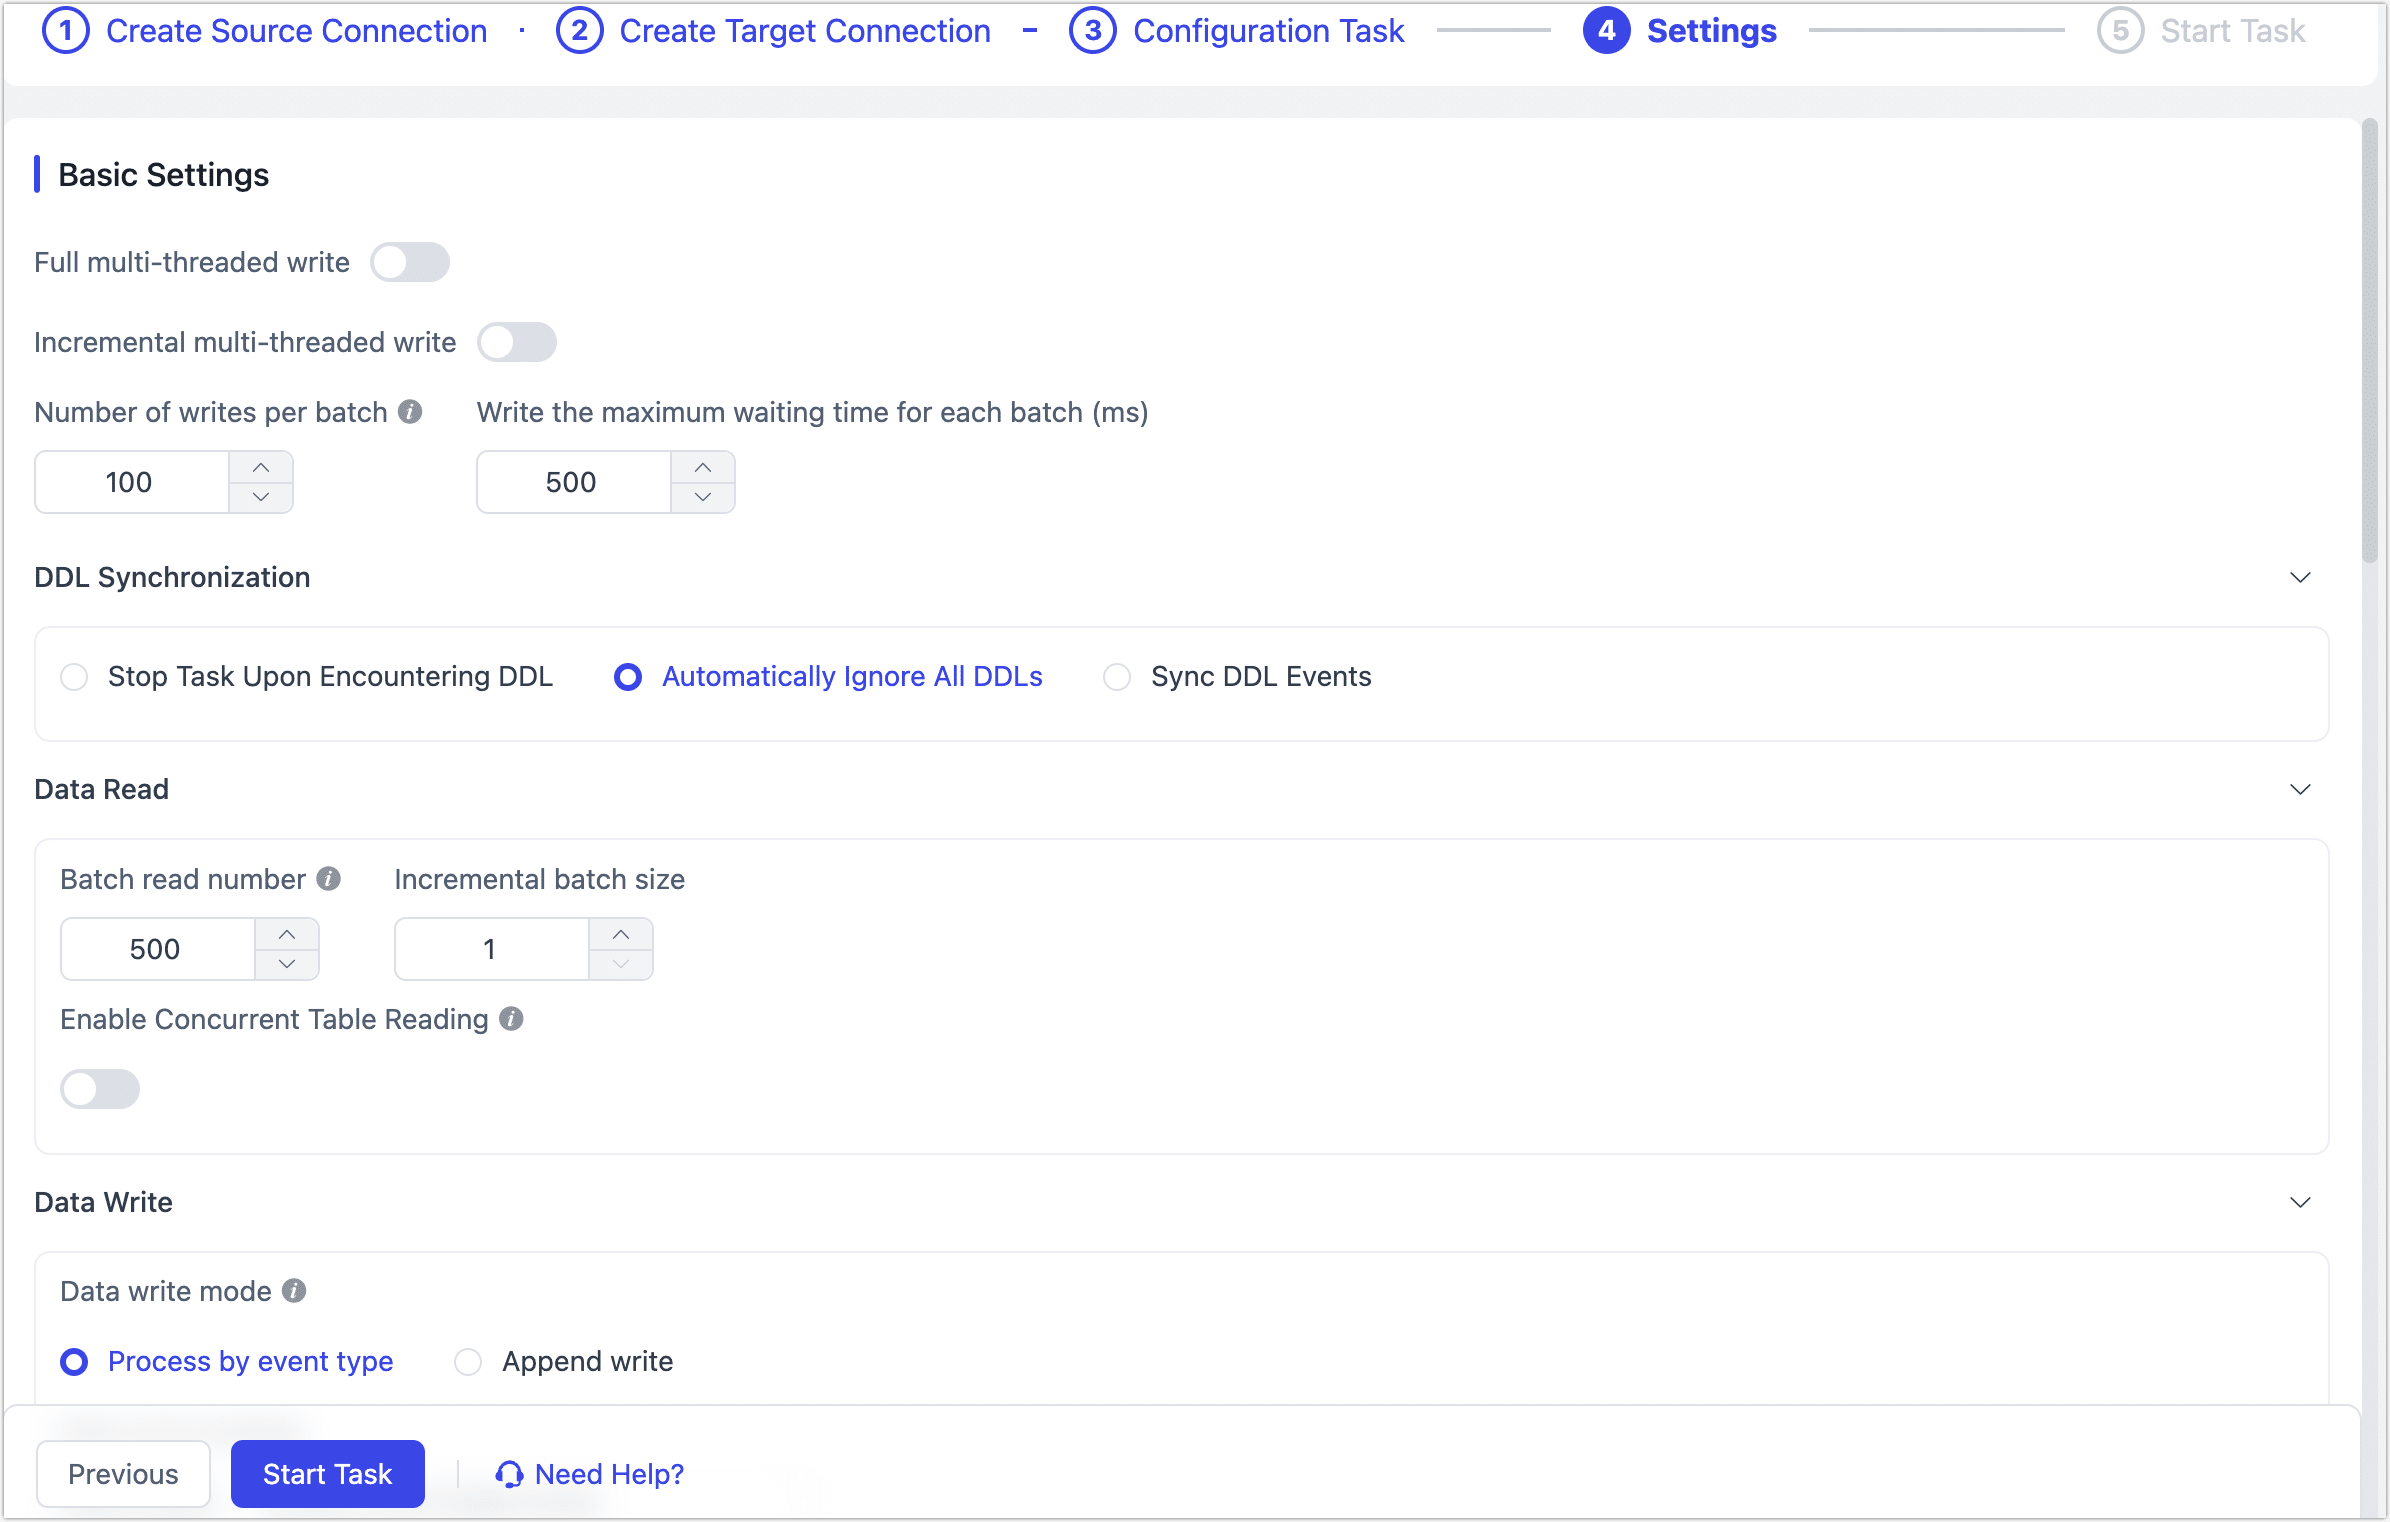 1 Create Source Connection 2 Create Target Connection 3 Configuration Task 4 Settings 5 Start Task
Basic Settings
Full multi-threaded write
Incremental multi-threaded write
Number of writes per batch i Write the maximum waiting time for each batch (ms)
100 500
DDL Synchronization
Stop Task Upon Encountering DDL Automatically Ignore All DDLs Sync DDL Events
Data Read
Batch read number i Incremental batch size
500 1
Enable Concurrent Table Reading i
Data Write
Data write mode i
Process by event type Append write
Previous Start Task Need Help?